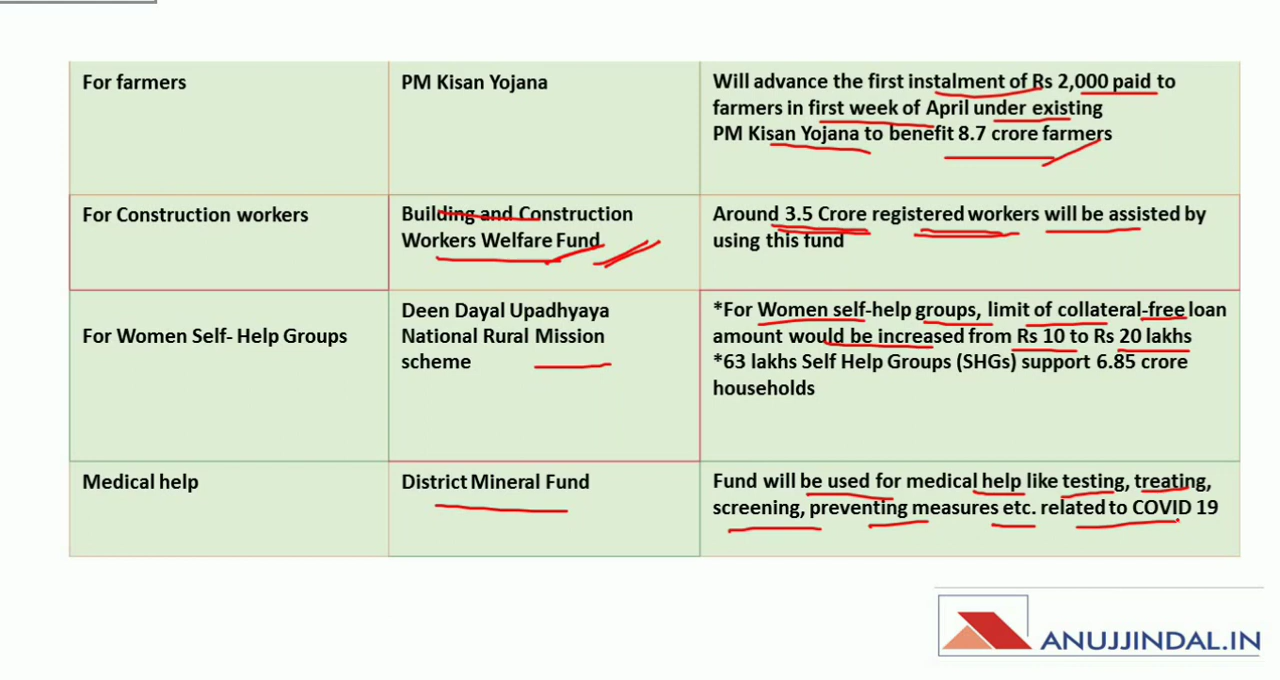 For farmers
PM Kisan Yojana
Will advance the first instalment of Rs 2,000 paid to
farmers in first week of April under existing
PM Kisan Yojana to benefit 8.7 crore farmers
For Construction workers
Building and Construction
Workers Welfare Fund
Around 3.5 Crore registered workers will be assisted by
using this fund
For Women Self- Help Groups
Deen Dayal Upadhyaya
National Rural Mission
scheme
*For Women self-help groups, limit of collateral-free loan
amount would be increased from Rs 10 to Rs 20 lakhs
*63 lakhs Self Help Groups (SHGs) support 6.85 crore
households
Medical help
District Mineral Fund
Fund will be used for medical help like testing, treating,
screening, preventing measures etc. related to COVID 19
ANUJJINDAL.IN